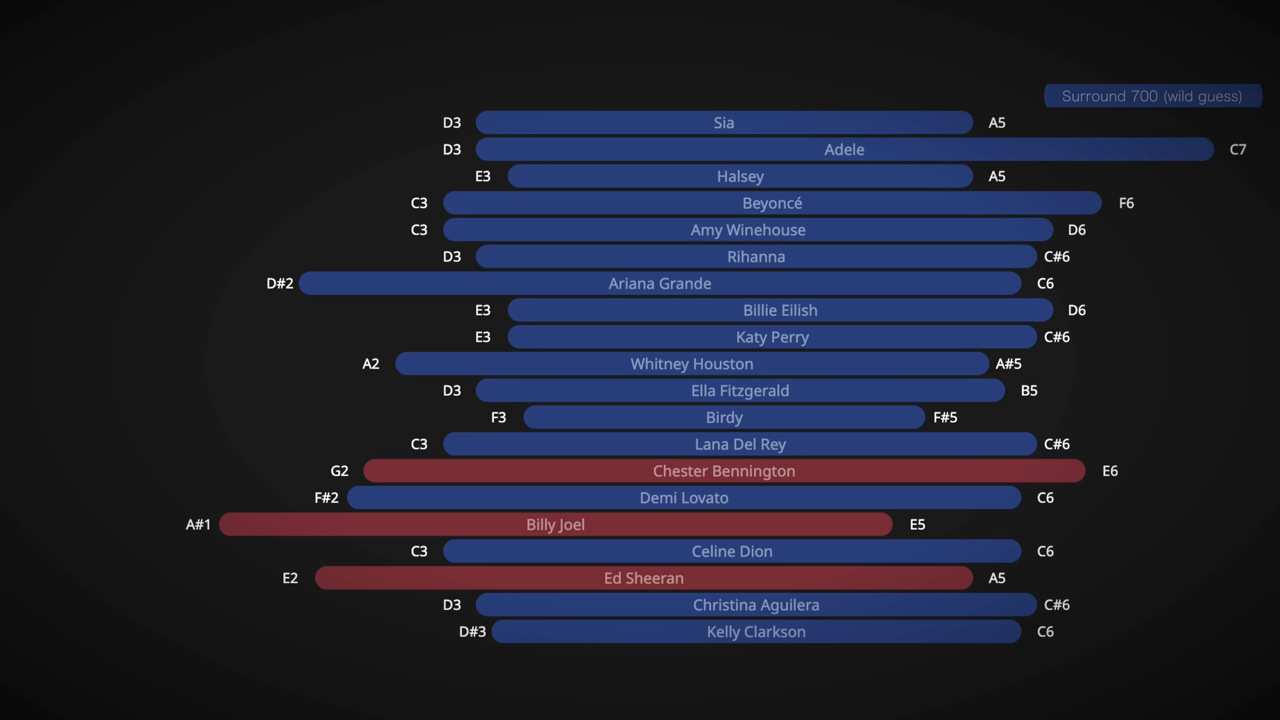 Surround 700 (wild guess)
D3 Sia A5
D3 Adele C7
E3 Halsey A5
C3 Beyoncé F6
C3 Amy Winehouse D6
D3 Rihanna C#6
D#2 Ariana Grande C6
E3 Billie Eilish D6
E3 Katy Perry C#6
A2 Whitney Houston A#5
D3 Ella Fitzgerald B5
F3 Birdy F#5
C3 Lana Del Rey C#6
G2 Chester Bennington E6
F#2 Demi Lovato C6
A#1 Billy Joel E5
C3 Celine Dion C6
E2 Ed Sheeran A5
D3 Christina Aguilera C#6
D#3 Kelly Clarkson C6